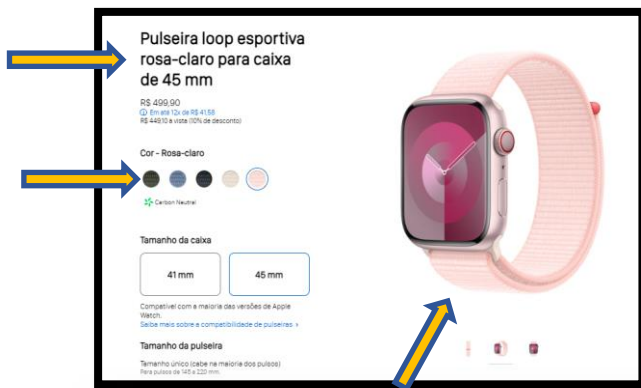 Pulseira loop esportiva
rosa-claro para caixa
de 45 mm
R$ 499,90
Em até 12x de R$ 41,58
R$ 449,10 à vista (10% de desconto)
Cor - Rosa-claro
Carbon Neutral
Tamanho da caixa
41 mm
45 mm
Compatível com a maioria das versões de Apple
Watch.
Saiba mais sobre a compatibilidade de pulseiras >
Tamanho da pulseira
Tamanho único (cabe na maioria dos pulsos)
Para pulsos de 145 a 220 mm.